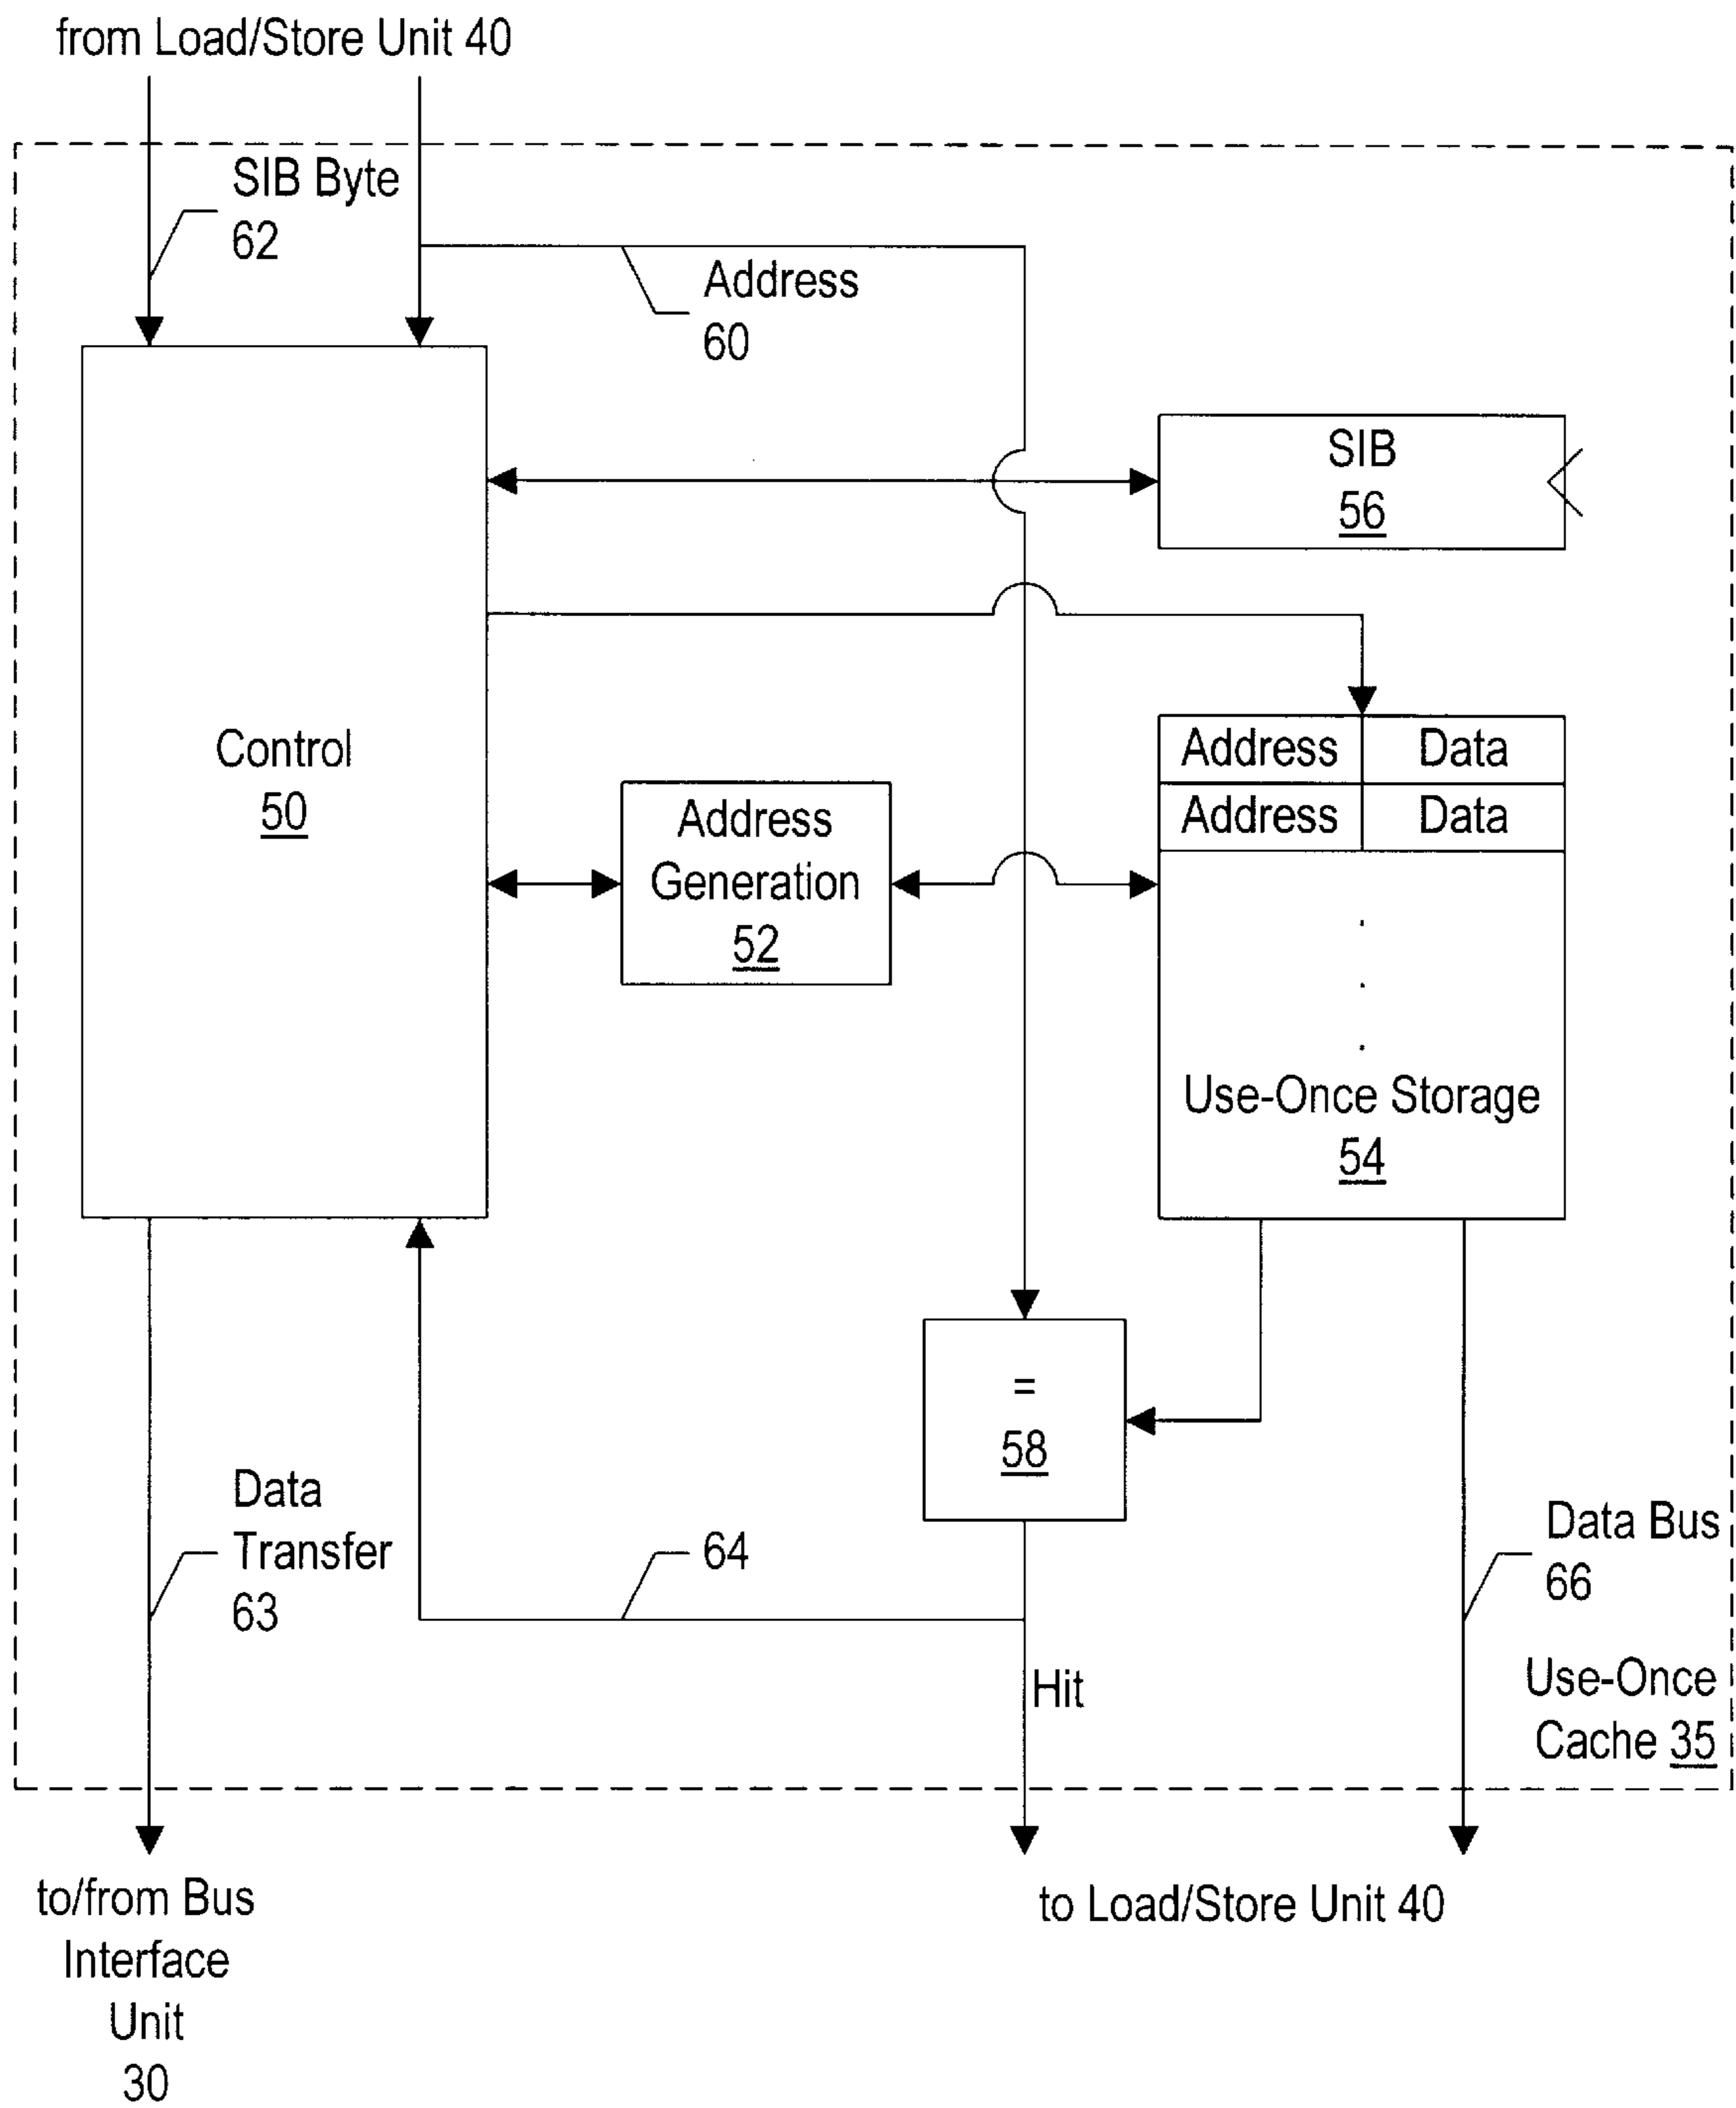 from Load/Store Unit 40
SIB Byte
62
Address
60
SIB
56
Control
50
Address Data
Address Data
Address
Generation
52
.
.
.
Use-Once Storage
54
=
58
Data
Transfer
63
64
Data Bus
66
Hit
Use-Once
Cache 35
to/from Bus
Interface
Unit
30
to Load/Store Unit 40